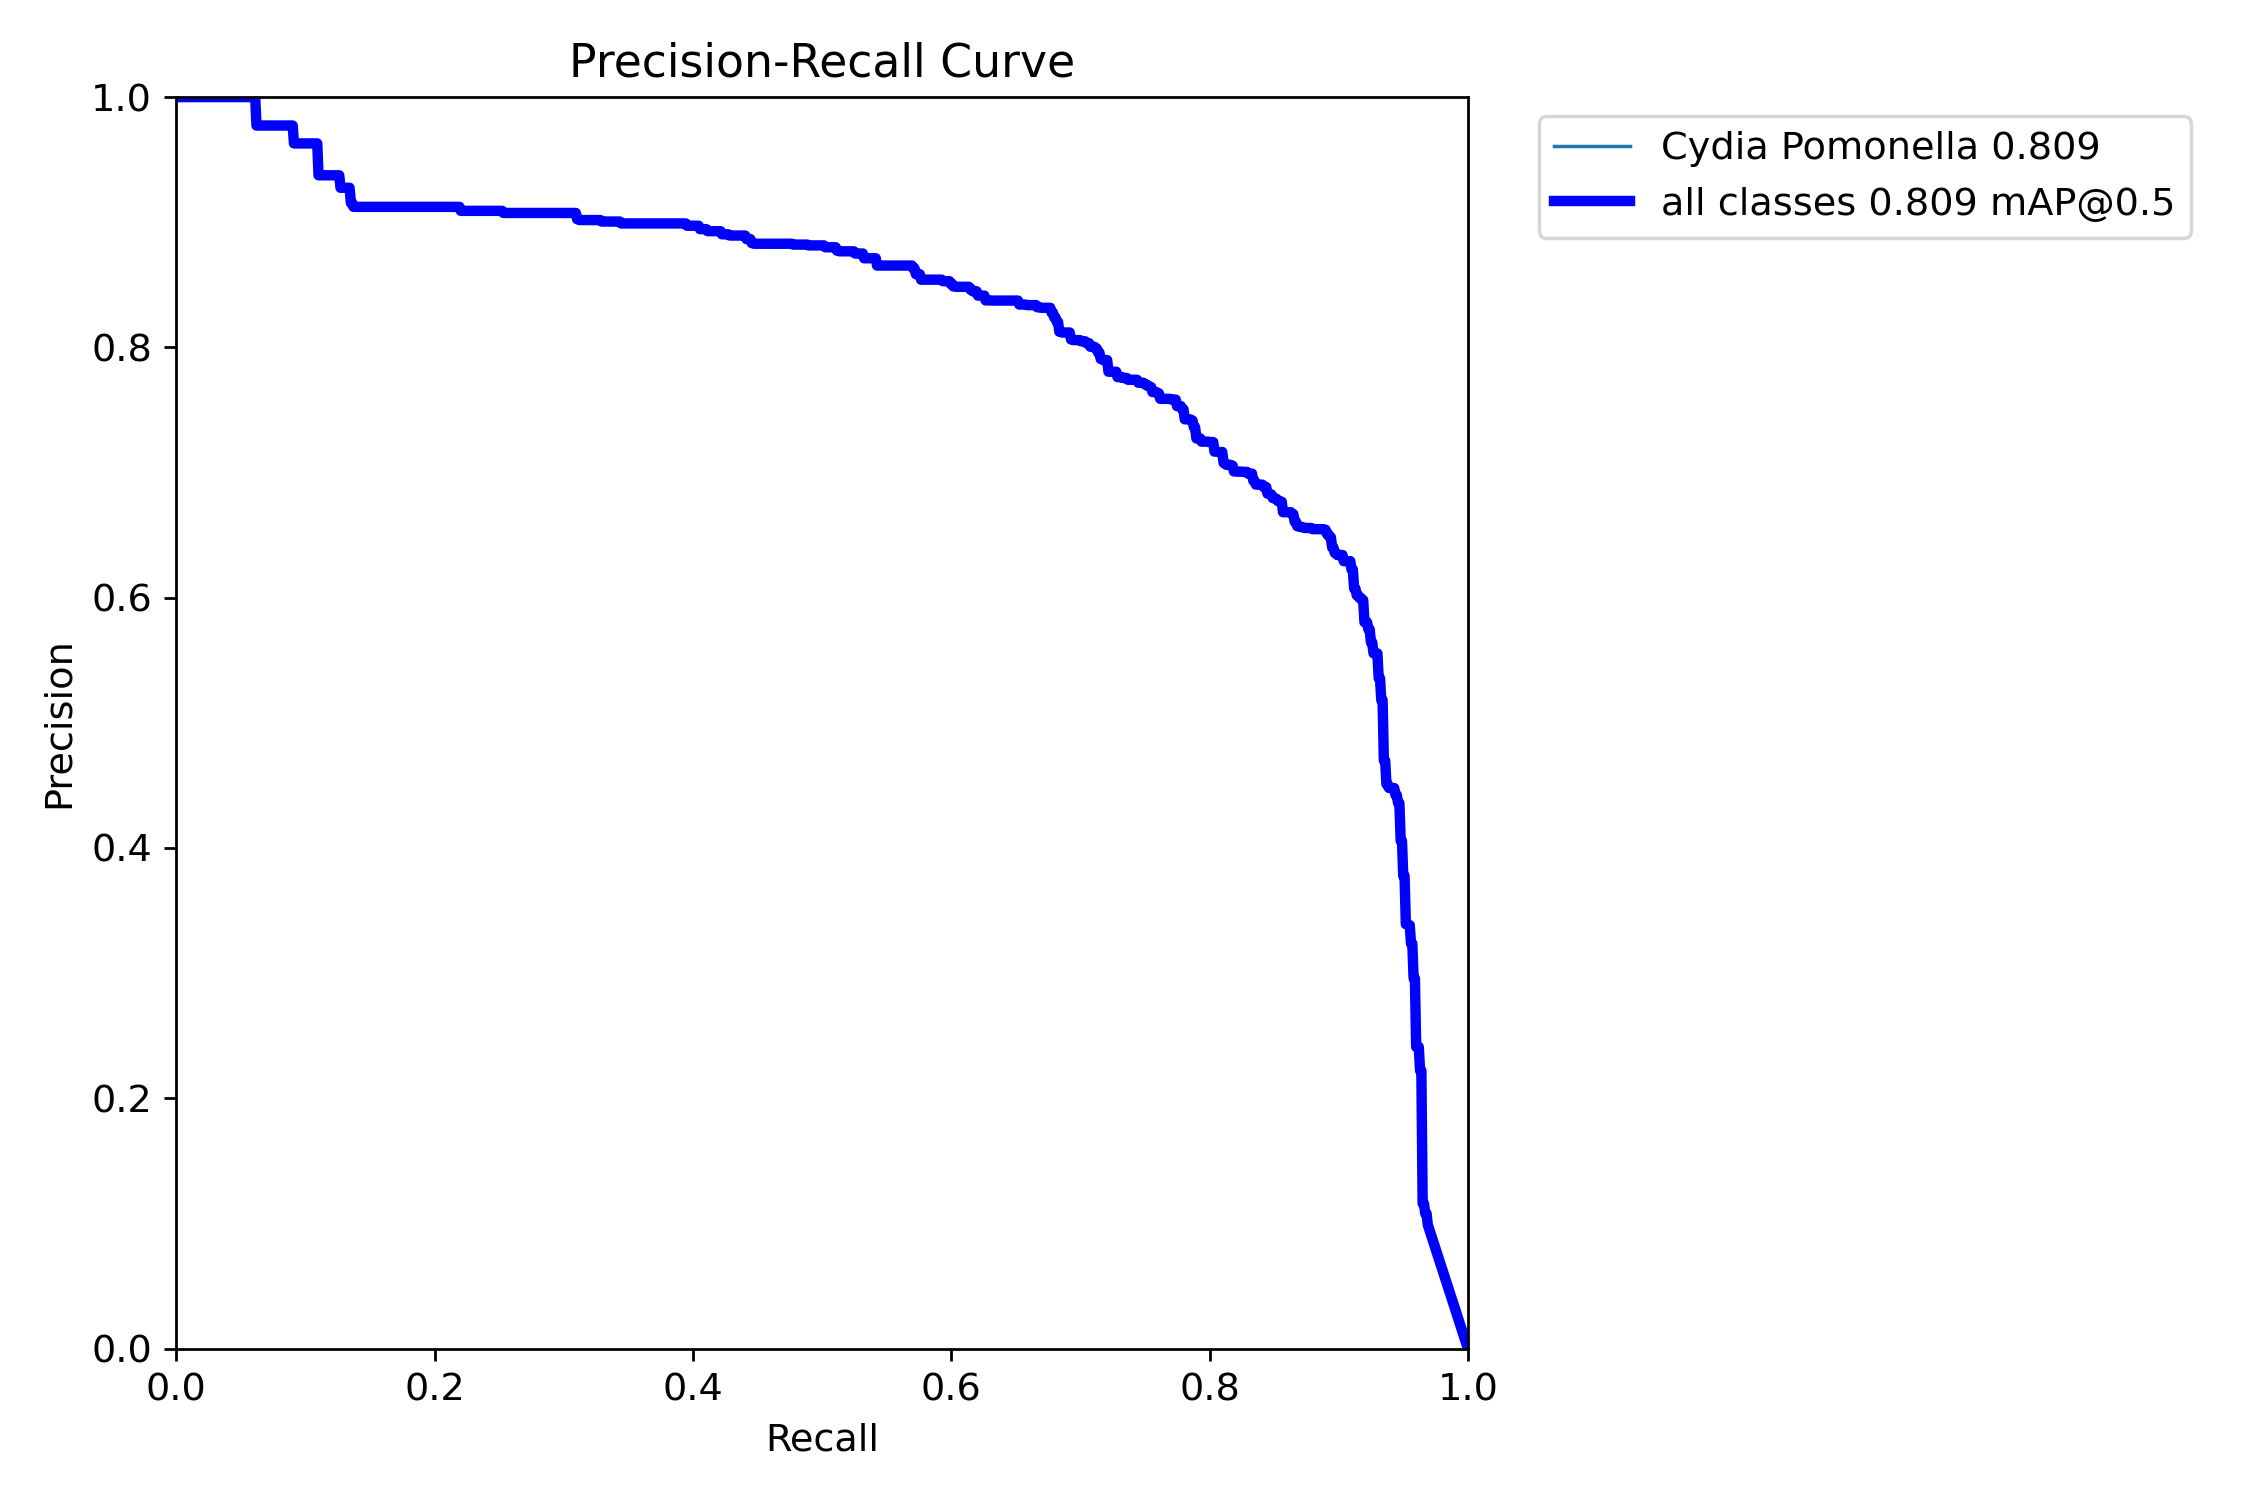 Precision-Recall Curve
1.0
0.8
0.6
0.4
0.2
0.0
Precision
0.0 0.2 0.4 0.6 0.8 1.0
Recall
Cydia Pomonella 0.809
all classes 0.809 mAP@0.5